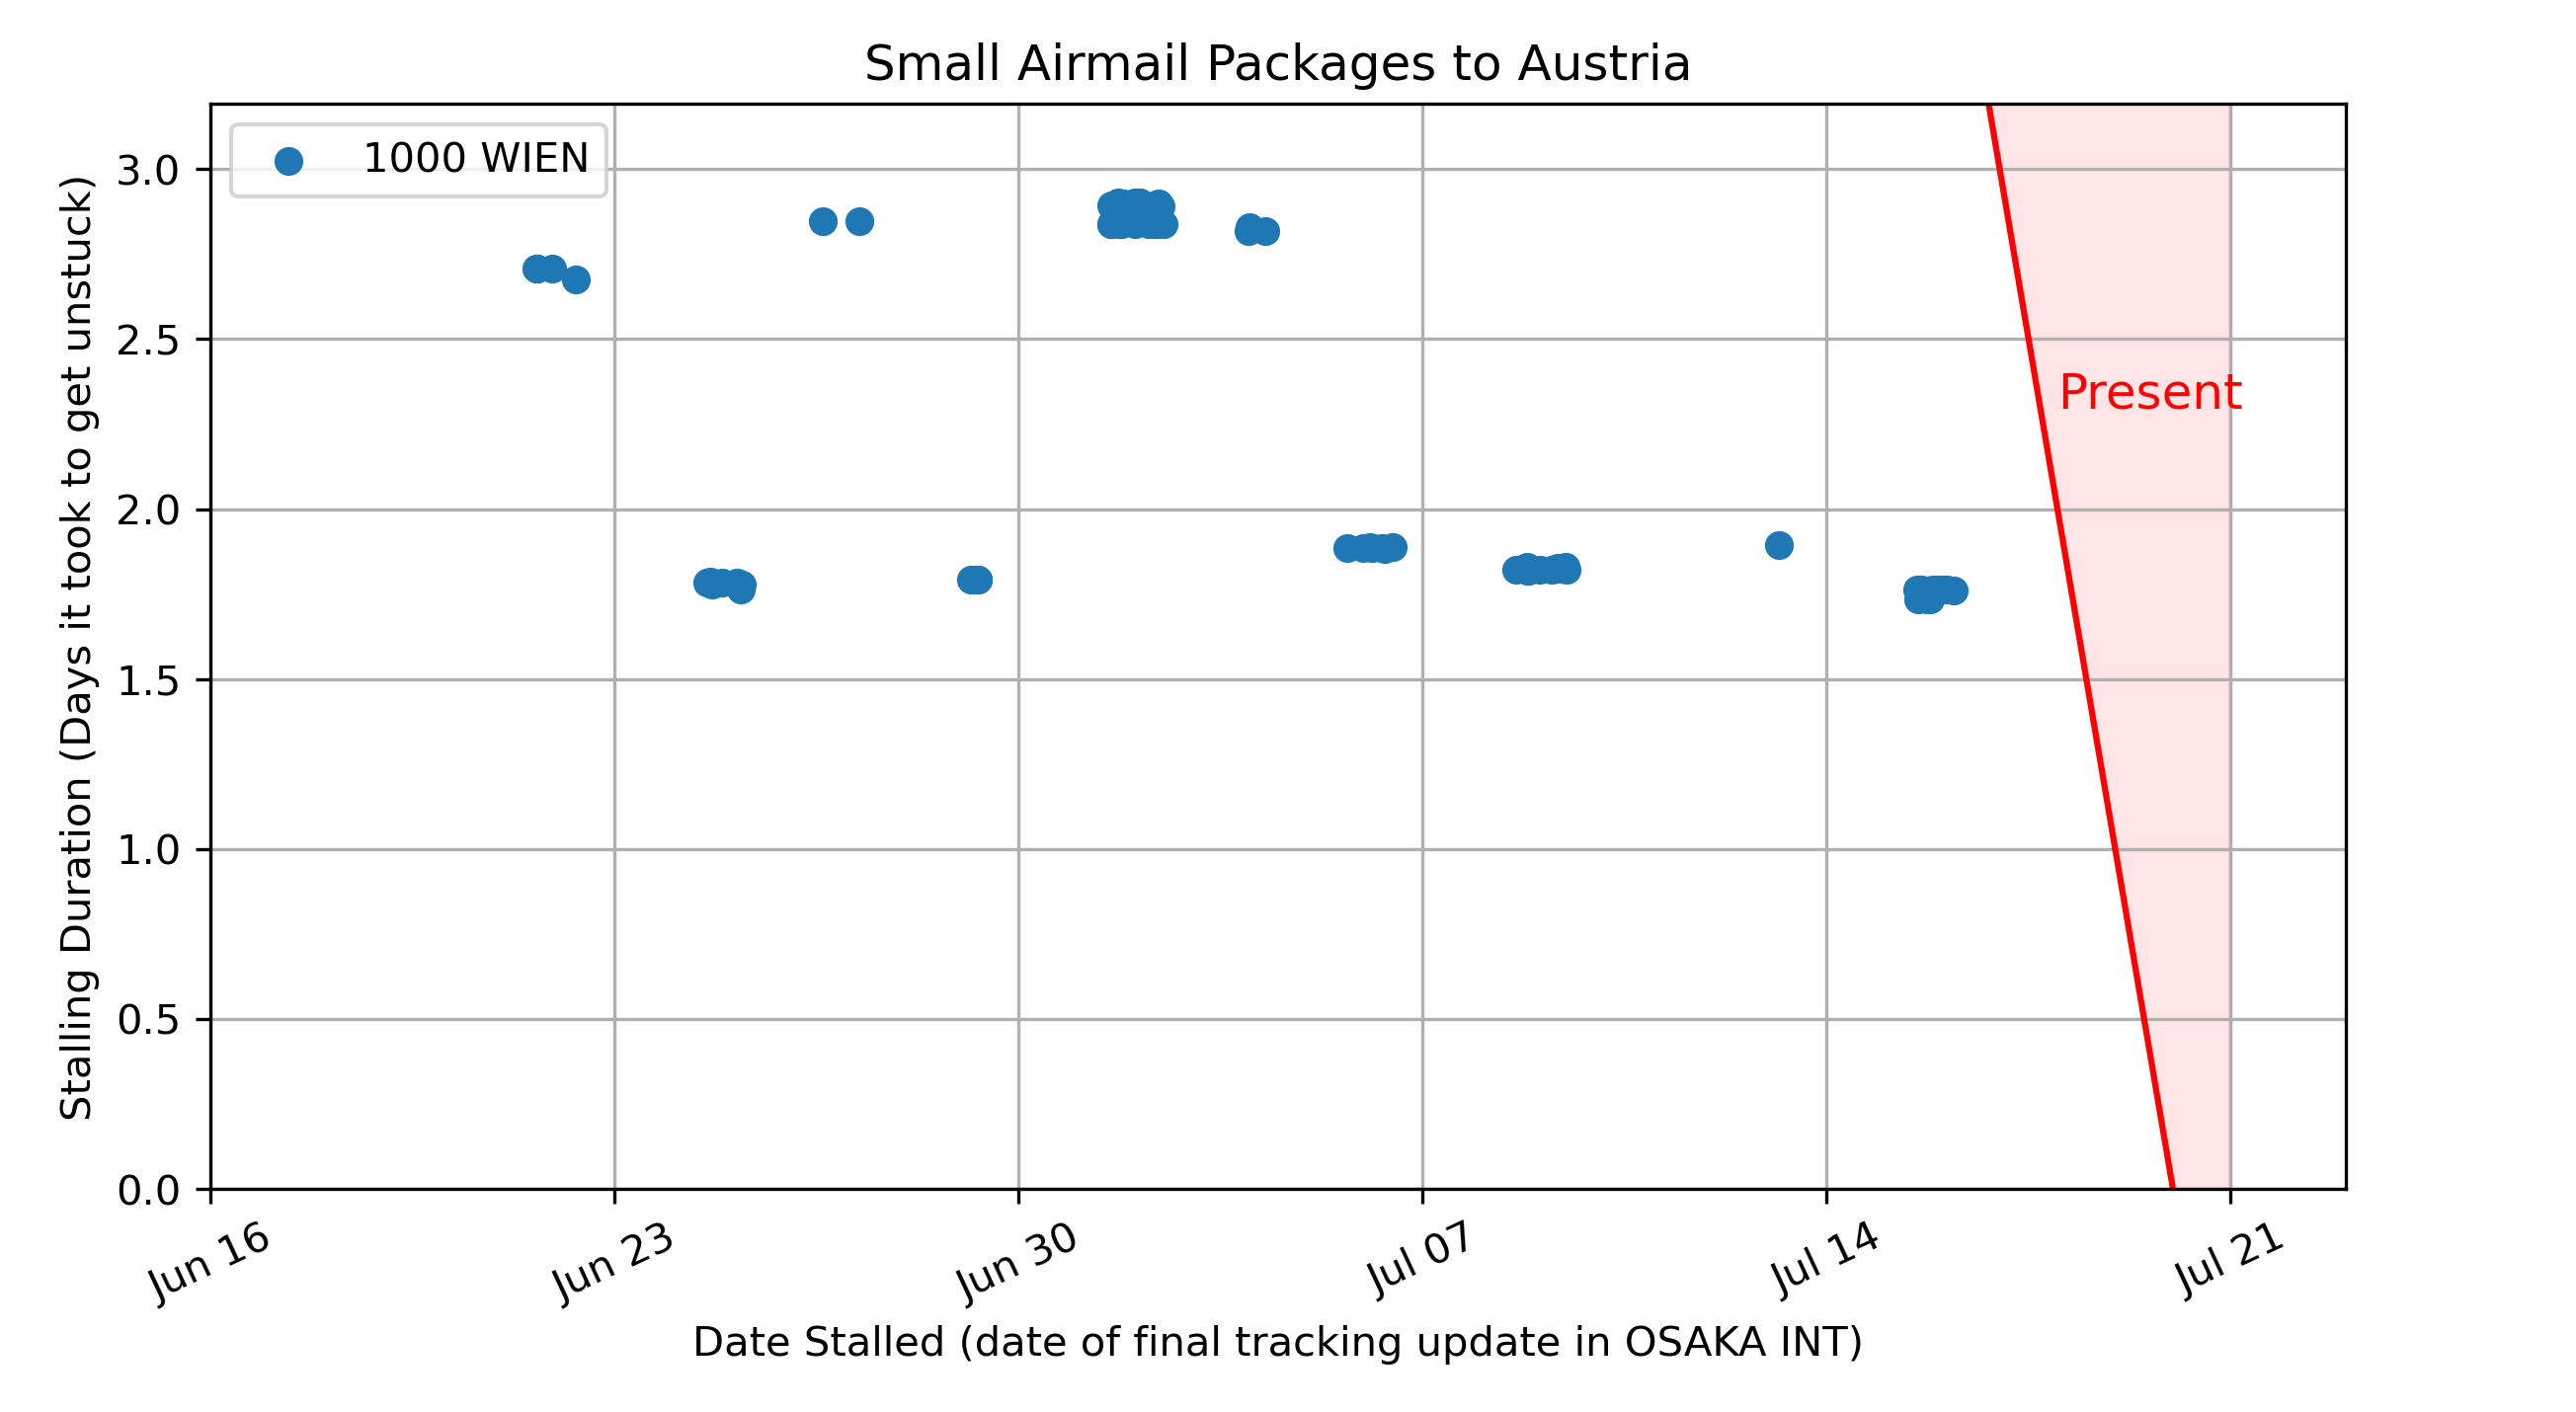 Small Airmail Packages to Austria
1000 WIEN
Stalling Duration (Days it took to get unstuck)
3.0
2.5
2.0
1.5
1.0
0.5
0.0
Present
Jun 16
Jun 23
Jun 30
Jul 07
Jul 14
Jul 21
Date Stalled (date of final tracking update in OSAKA INT)